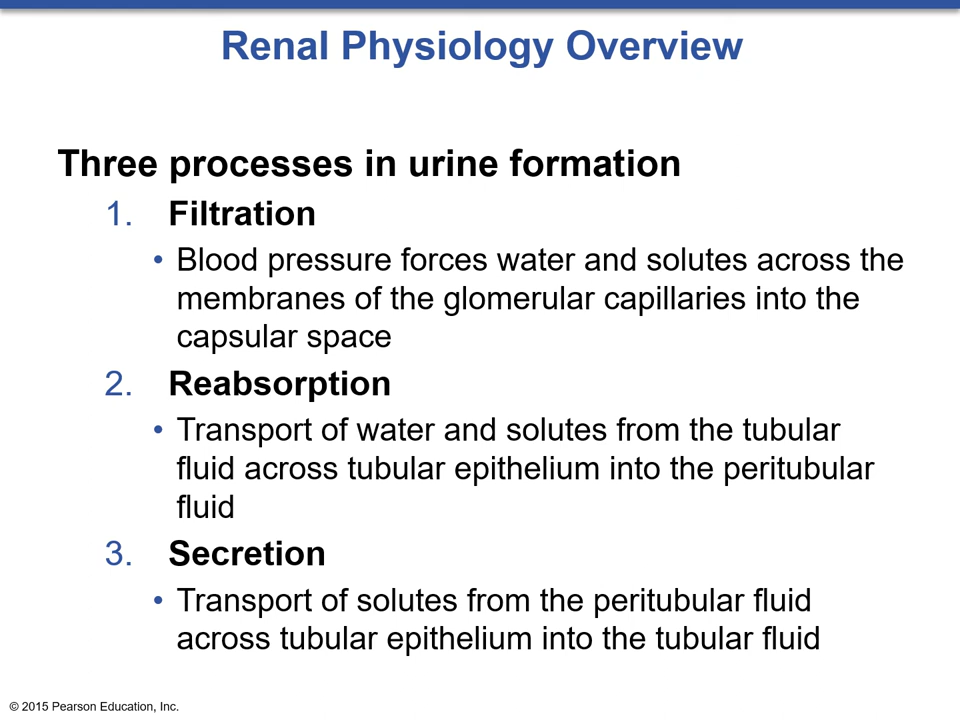 Renal Physiology Overview
Three processes in urine formation
1. Filtration
• Blood pressure forces water and solutes across the
membranes of the glomerular capillaries into the
capsular space
2. Reabsorption
• Transport of water and solutes from the tubular
fluid across tubular epithelium into the peritubular
fluid
3. Secretion
• Transport of solutes from the peritubular fluid
across tubular epithelium into the tubular fluid
© 2015 Pearson Education, Inc.